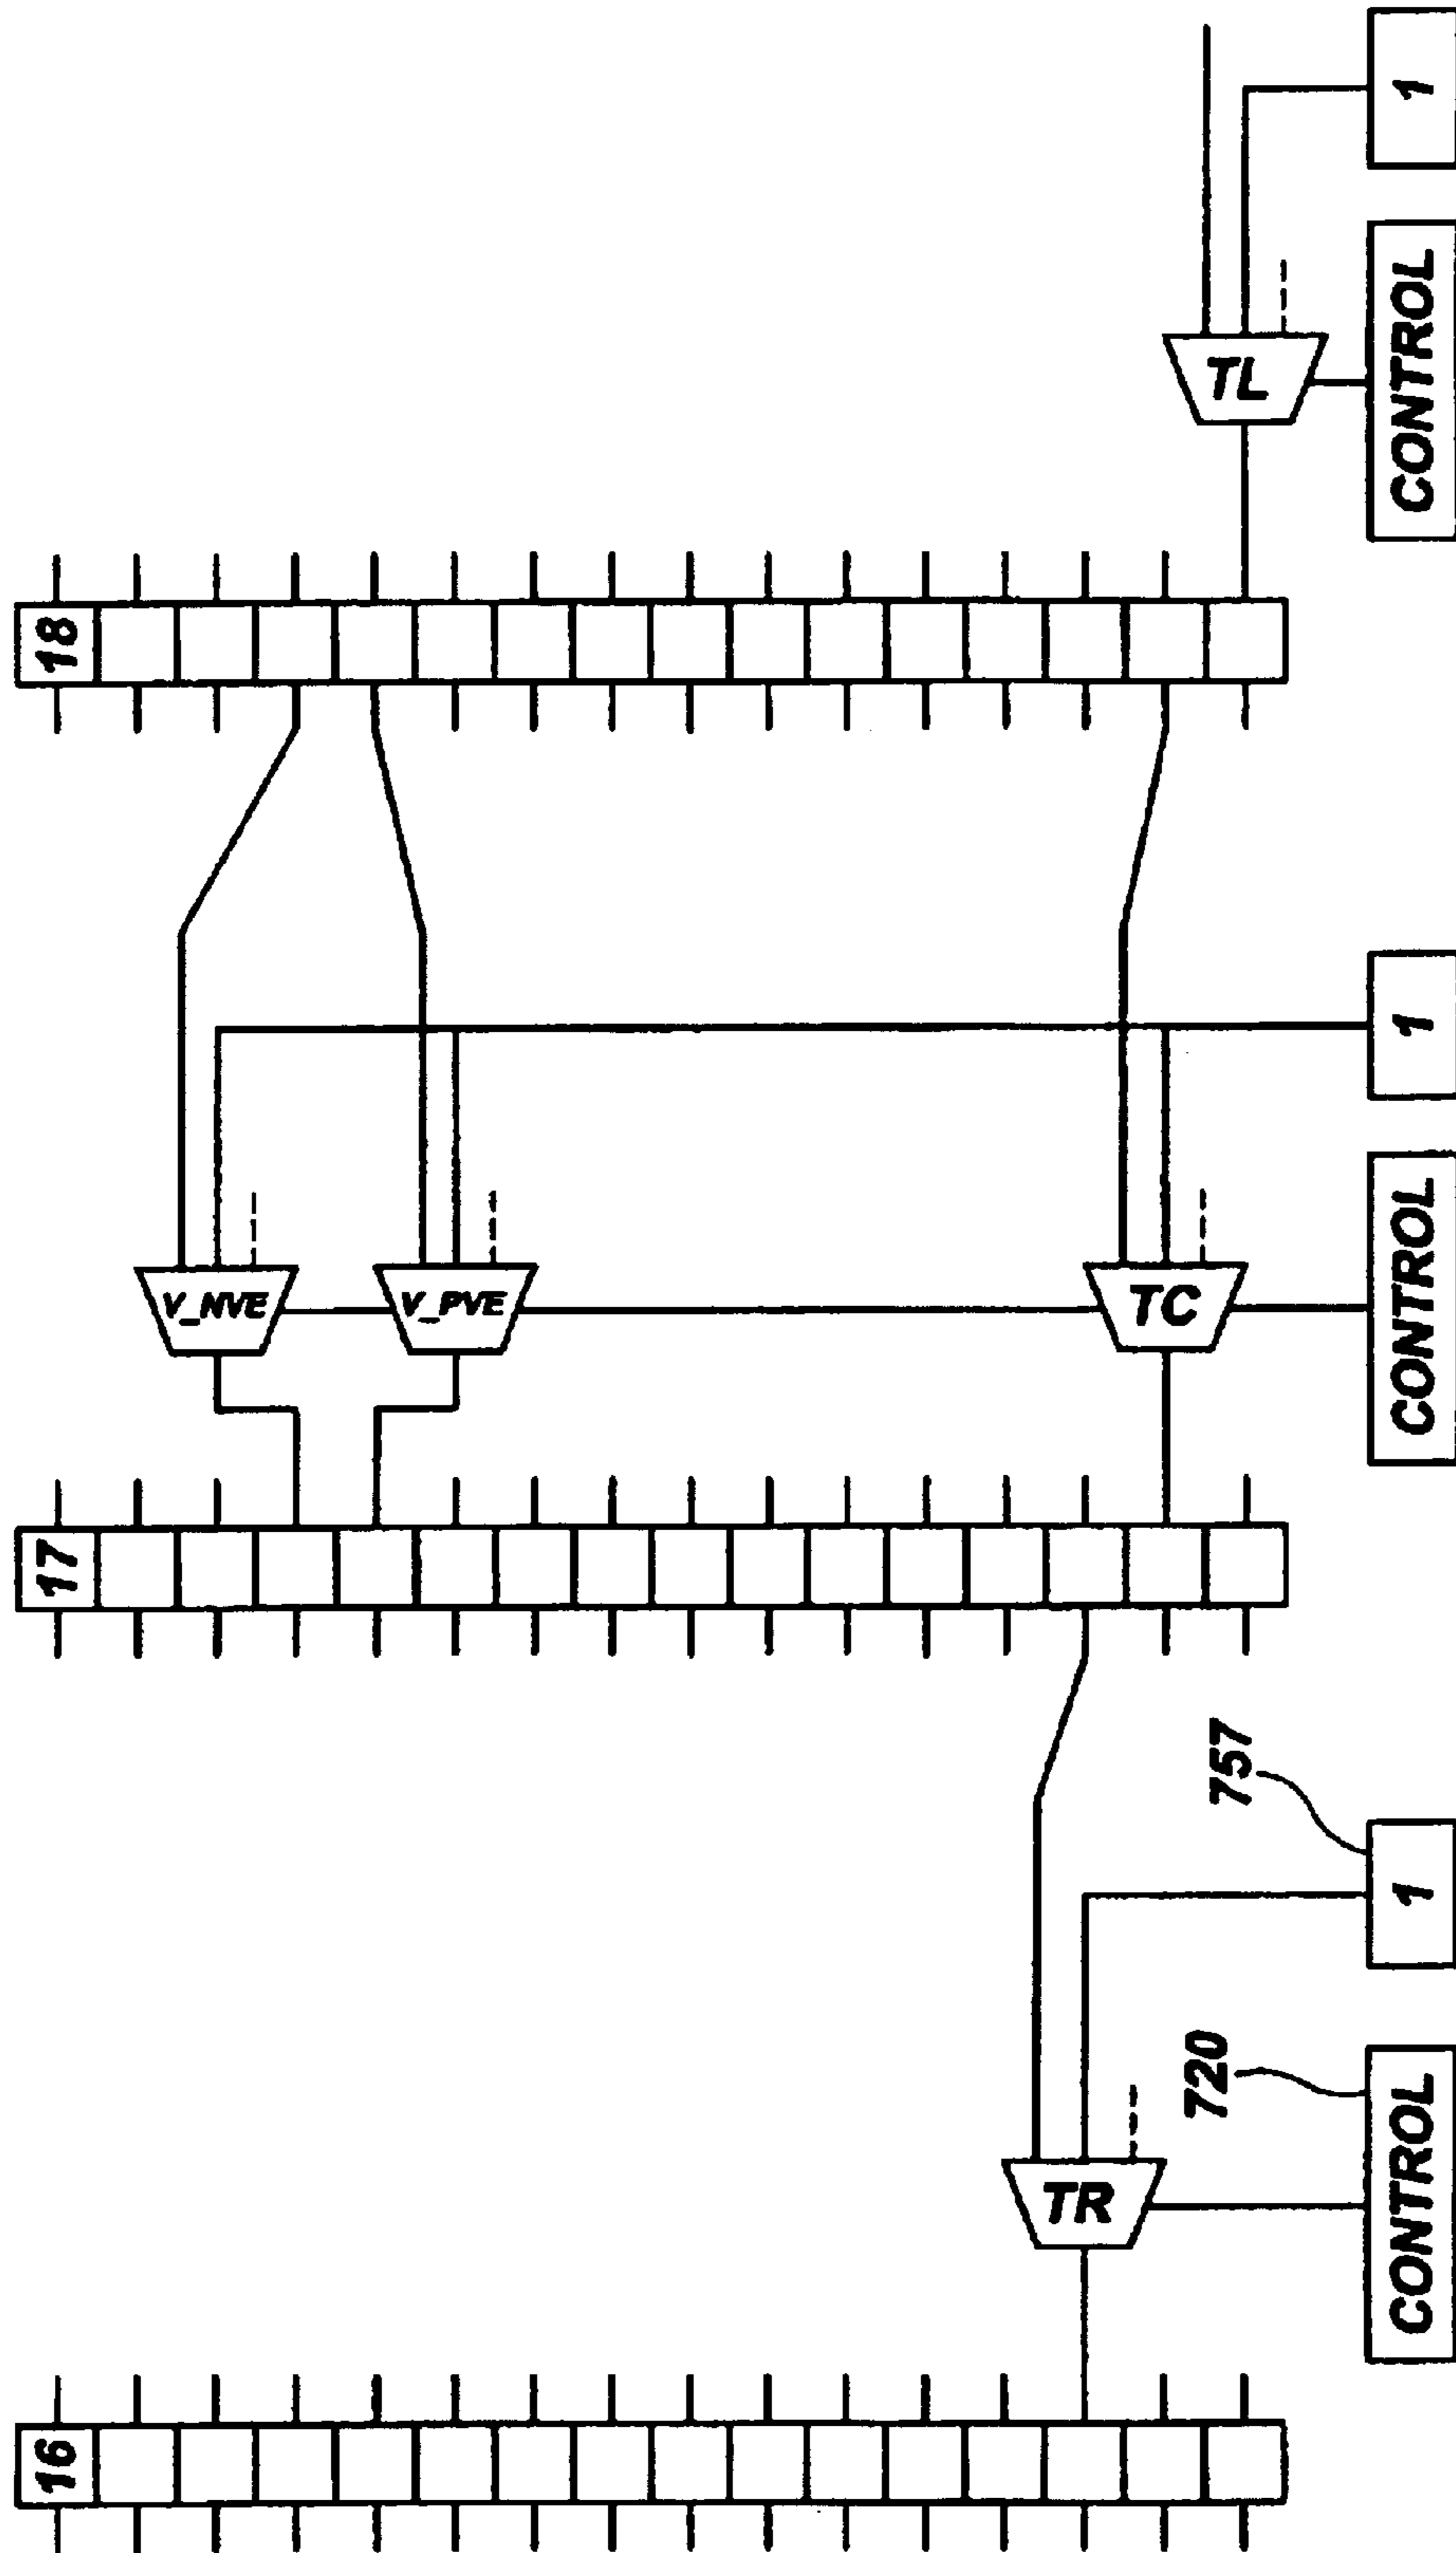 18
1
TL
CONTROL
V_NVE
V_PVE
TC
1
CONTROL
17
757
1
720
TR
CONTROL
16